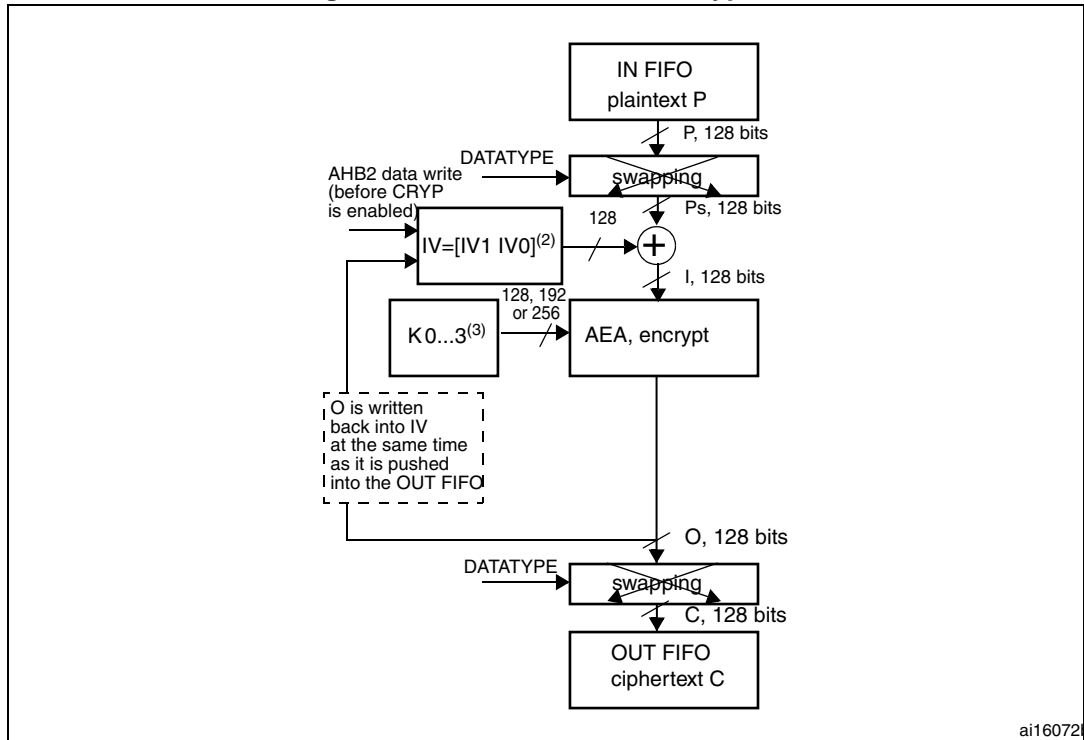 IN FIFO
plaintext P
P, 128 bits
DATATYPE
swapping
AHB2 data write
(before CRYP
is enabled)
Ps, 128 bits
128
IV=[IV1 IV0](2)
+
I, 128 bits
128, 192
or 256
K 0...3(3)
AEA, encrypt
O is written
back into IV
at the same time
as it is pushed
into the OUT FIFO
O, 128 bits
DATATYPE
swapping
C, 128 bits
OUT FIFO
ciphertext C